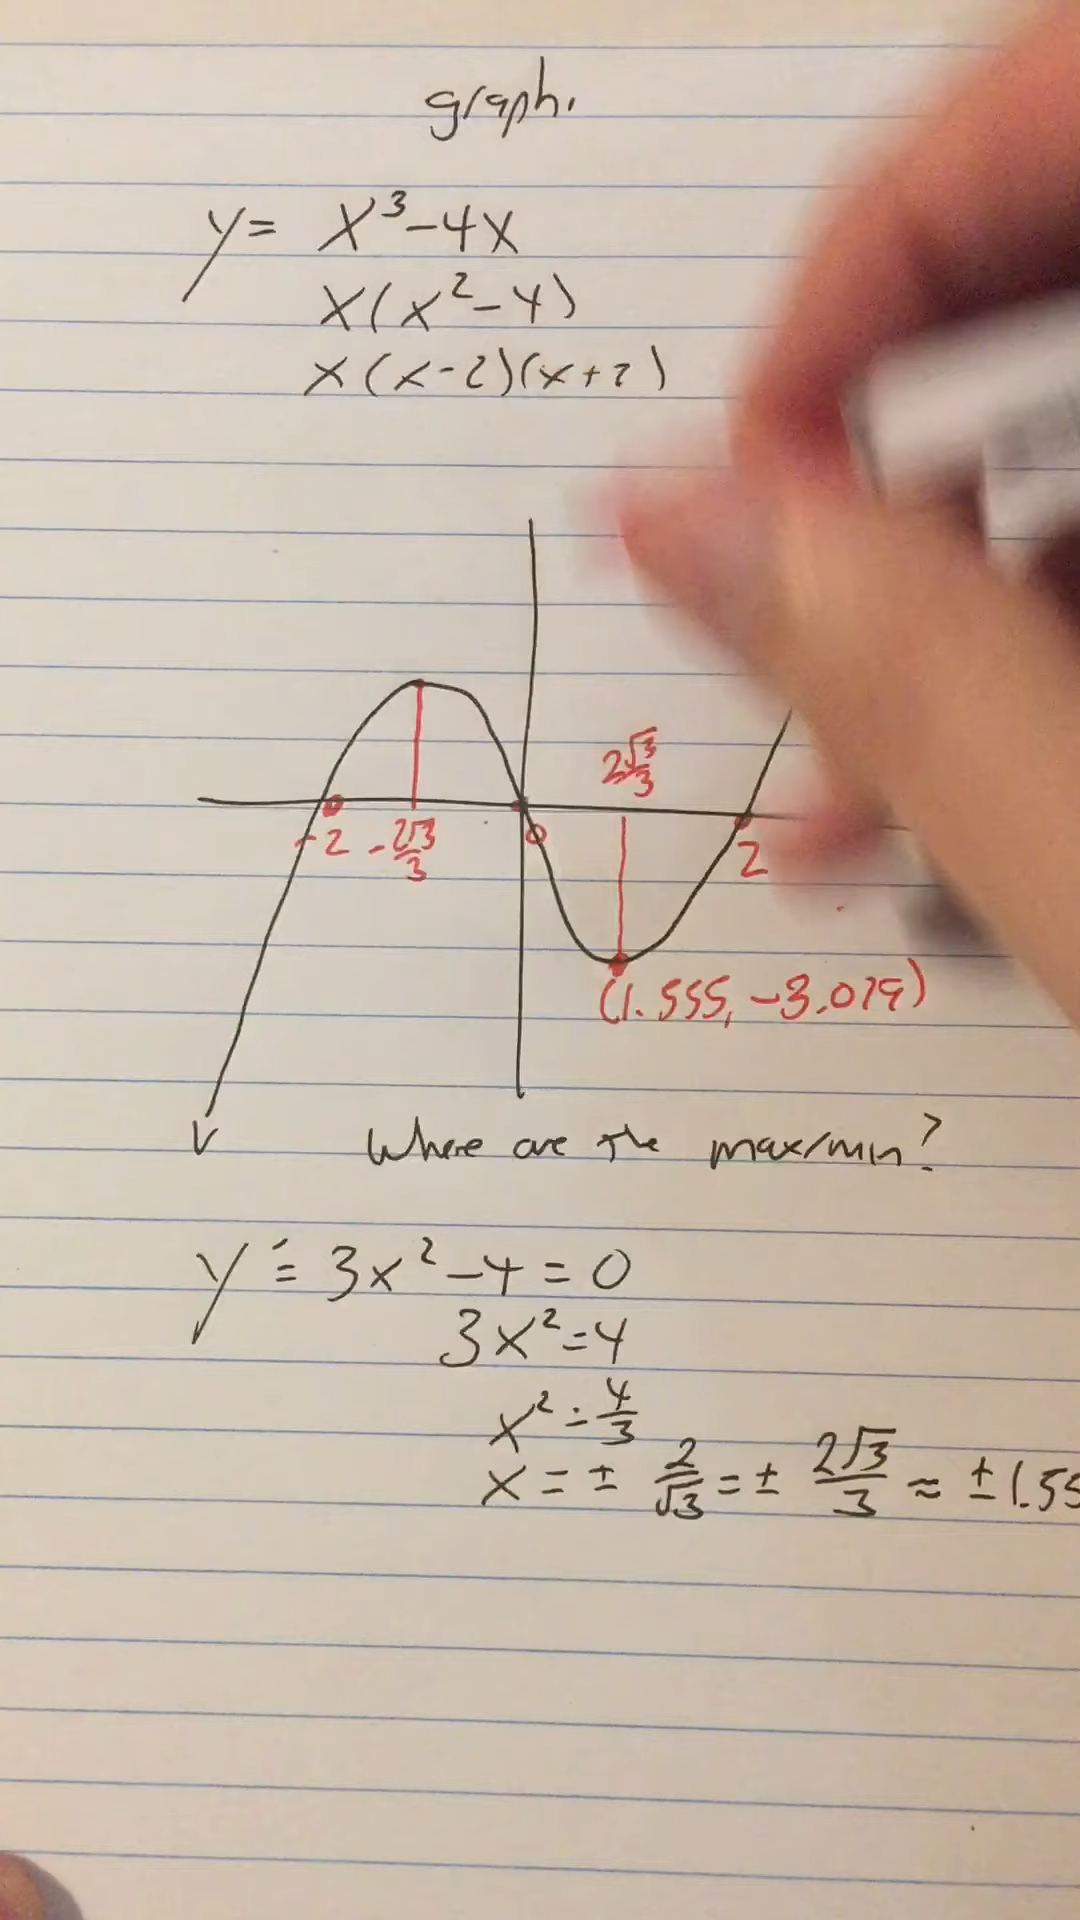 graph.
y = x³-4x
x(x²-4)
x(x-2)(x+2)
2√3/3
-2 -2√3/3 0 2
(1.555, -3.079)
Where are the max/min?
y' = 3x²-4=0
3x²=4
x²=4/3
x = ± 2/√3 = ± 2√3/3 ≈ ±1.55